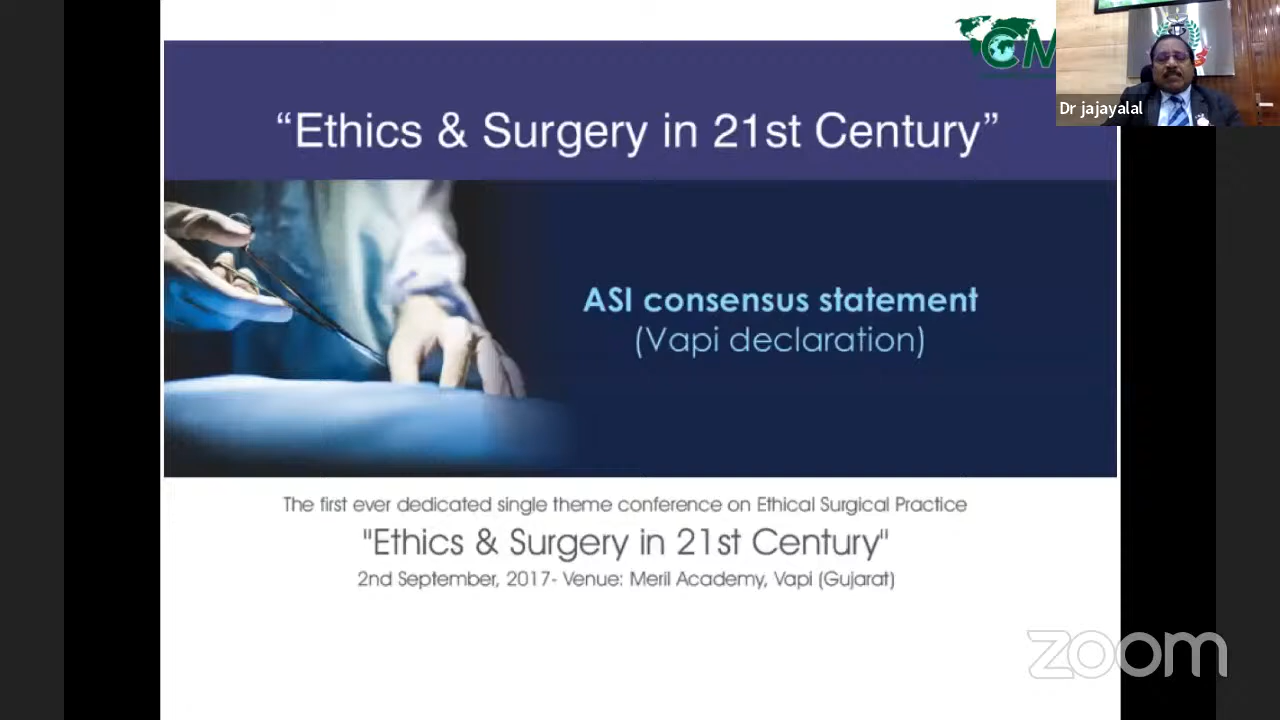 CM
Dr jajayalal
“Ethics & Surgery in 21st Century”
ASI consensus statement
(Vapi declaration)
The first ever dedicated single theme conference on Ethical Surgical Practice
"Ethics & Surgery in 21st Century"
2nd September, 2017- Venue: Meril Academy, Vapi (Gujarat)
zoom